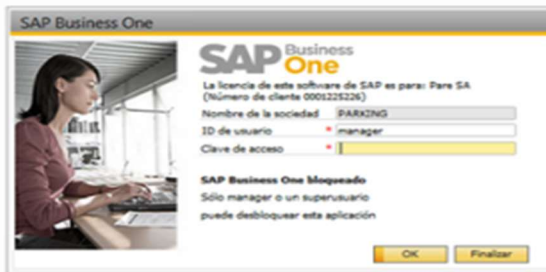 SAP Business One
SAP Business One
La licencia de este software de SAP es para: Pare SA
(Número de cliente 0001225226)
Nombre de la sociedad PARKING
ID de usuario * manager
Clave de acceso *
SAP Business One bloqueado
Sólo manager o un superusuario
puede desbloquear esta aplicación
OK Finalizar